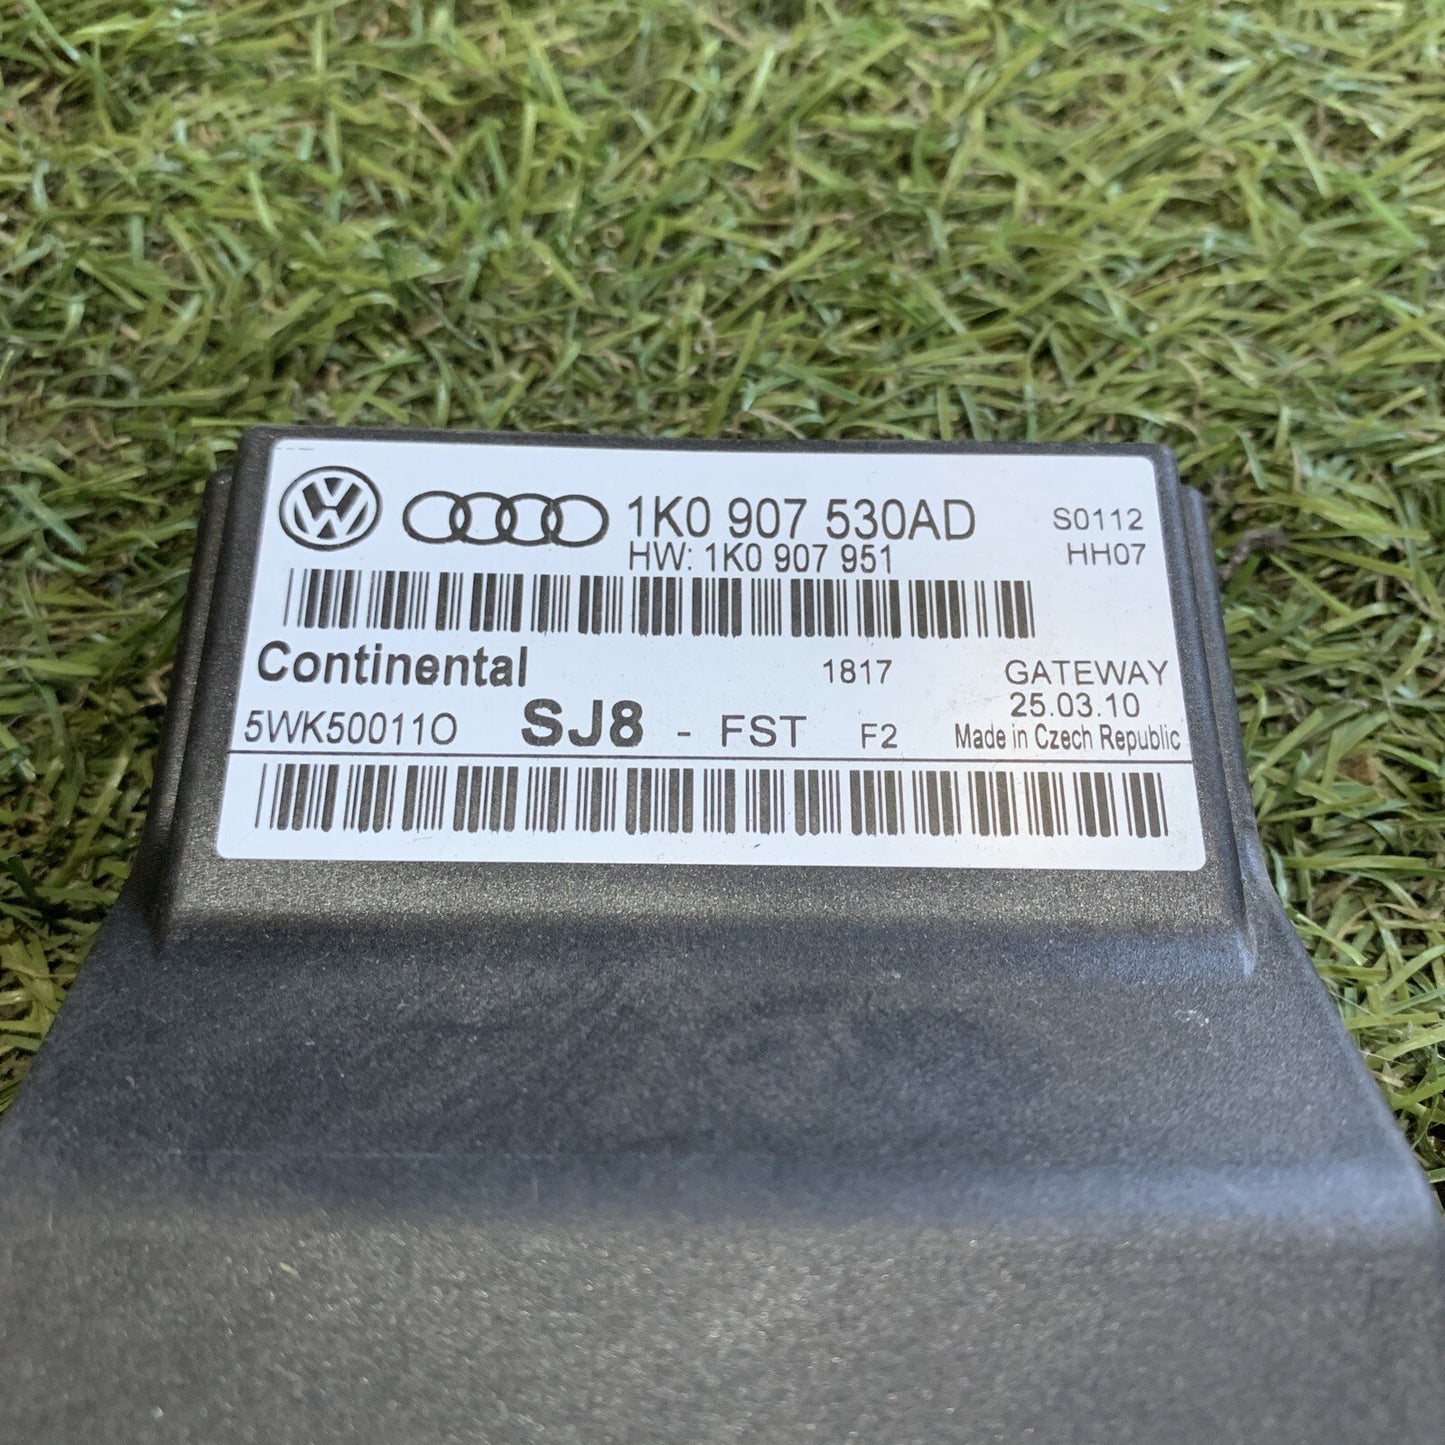 1K0 907 530AD S0112
HW: 1K0 907 951 HH07
Continental 1817 GATEWAY
25.03.10
5WK50011O SJ8 - FST F2 Made in Czech Republic